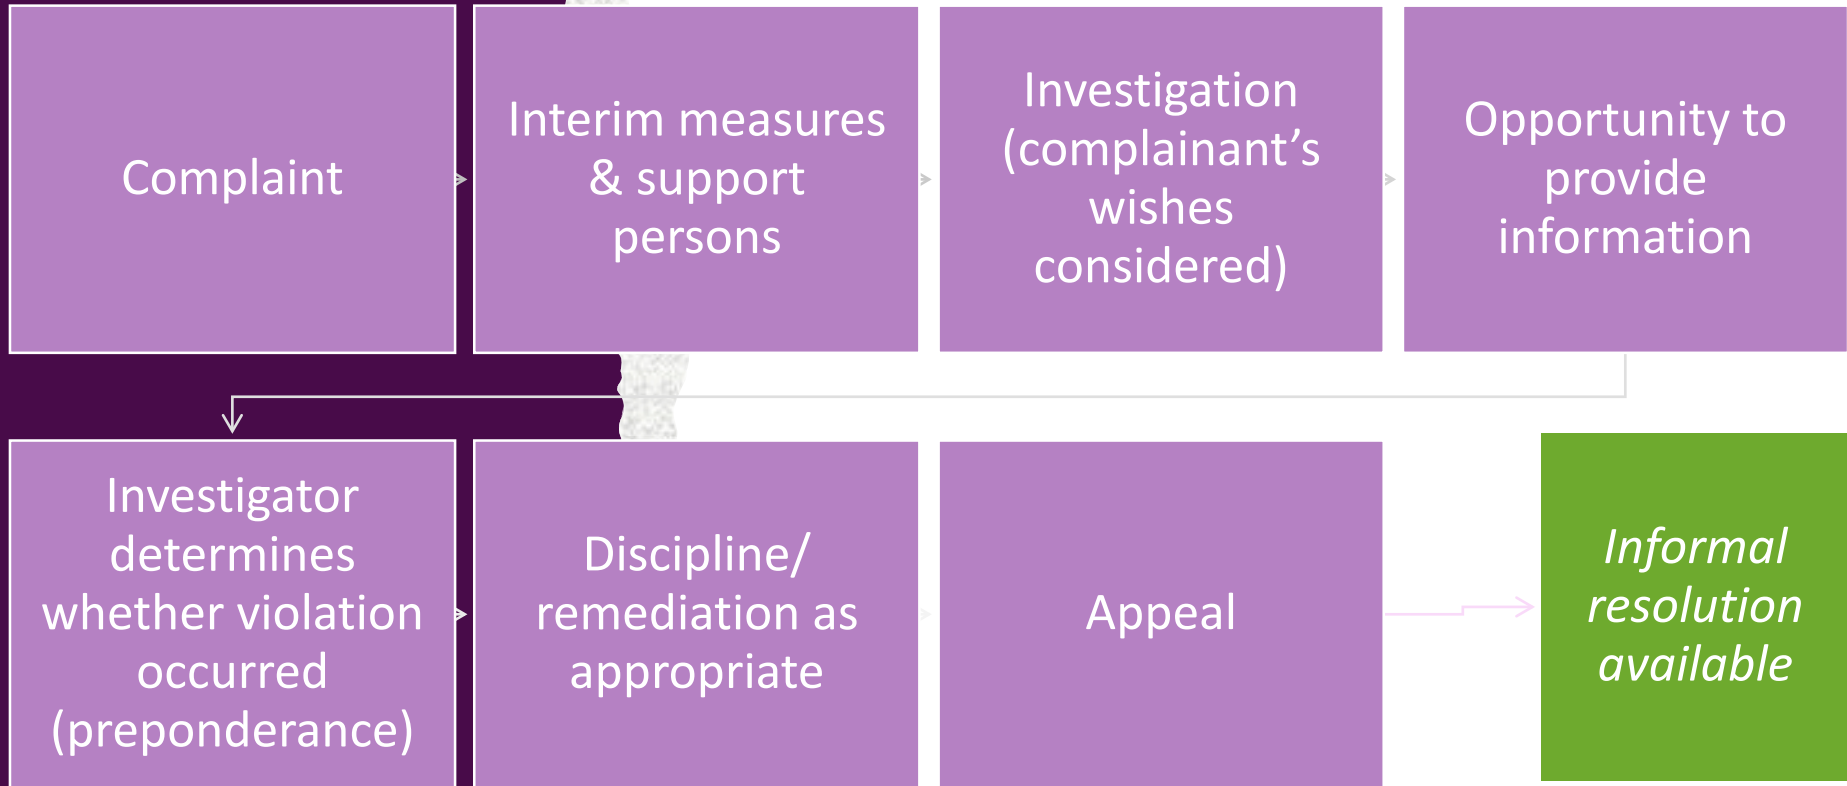 Complaint
Interim measures
& support
persons
Investigation
(complainant’s
wishes
considered)
Opportunity to
provide
information
Investigator
determines
whether violation
occurred
(preponderance)
Discipline/
remediation as
appropriate
Appeal
Informal
resolution
available